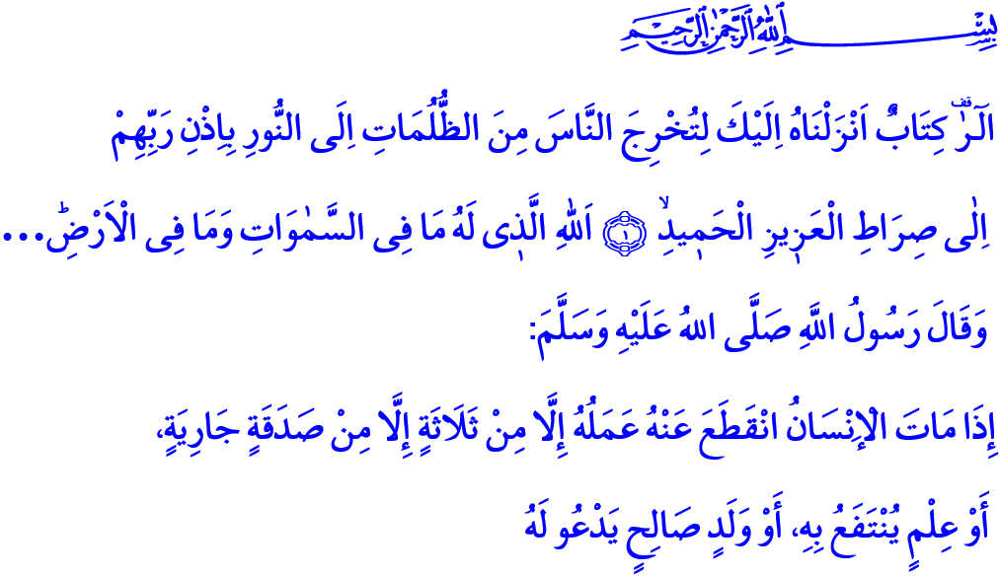 بِسْمِ اللّٰهِ الرَّحْمٰنِ الرَّحِيمِ
الٓرٰ۠ كِتَابٌ اَنْزَلْنَاهُ اِلَيْكَ لِتُخْرِجَ النَّاسَ مِنَ الظُّلُمَاتِ اِلَى النُّورِ بِاِذْنِ رَبِّهِمْ
اِلٰى صِرَاطِ الْعَز۪يزِ الْحَم۪يدِۙ ﴿١﴾ اَللّٰهِ الَّذ۪ي لَهُ مَا فِى السَّمٰوَاتِ وَمَا فِى الْاَرْضِۜ...
وَقَالَ رَسُولُ اللَّهِ صَلَّى اللهُ عَلَيْهِ وَسَلَّمَ:
إِذَا مَاتَ الْإِنْسَانُ انْقَطَعَ عَنْهُ عَمَلُهُ إِلَّا مِنْ ثَلَاثَةٍ إِلَّا مِنْ صَدَقَةٍ جَارِيَةٍ،
أَوْ عِلْمٍ يُنْتَفَعُ بِهِ، أَوْ وَلَدٍ صَالِحٍ يَدْعُو لَهُ